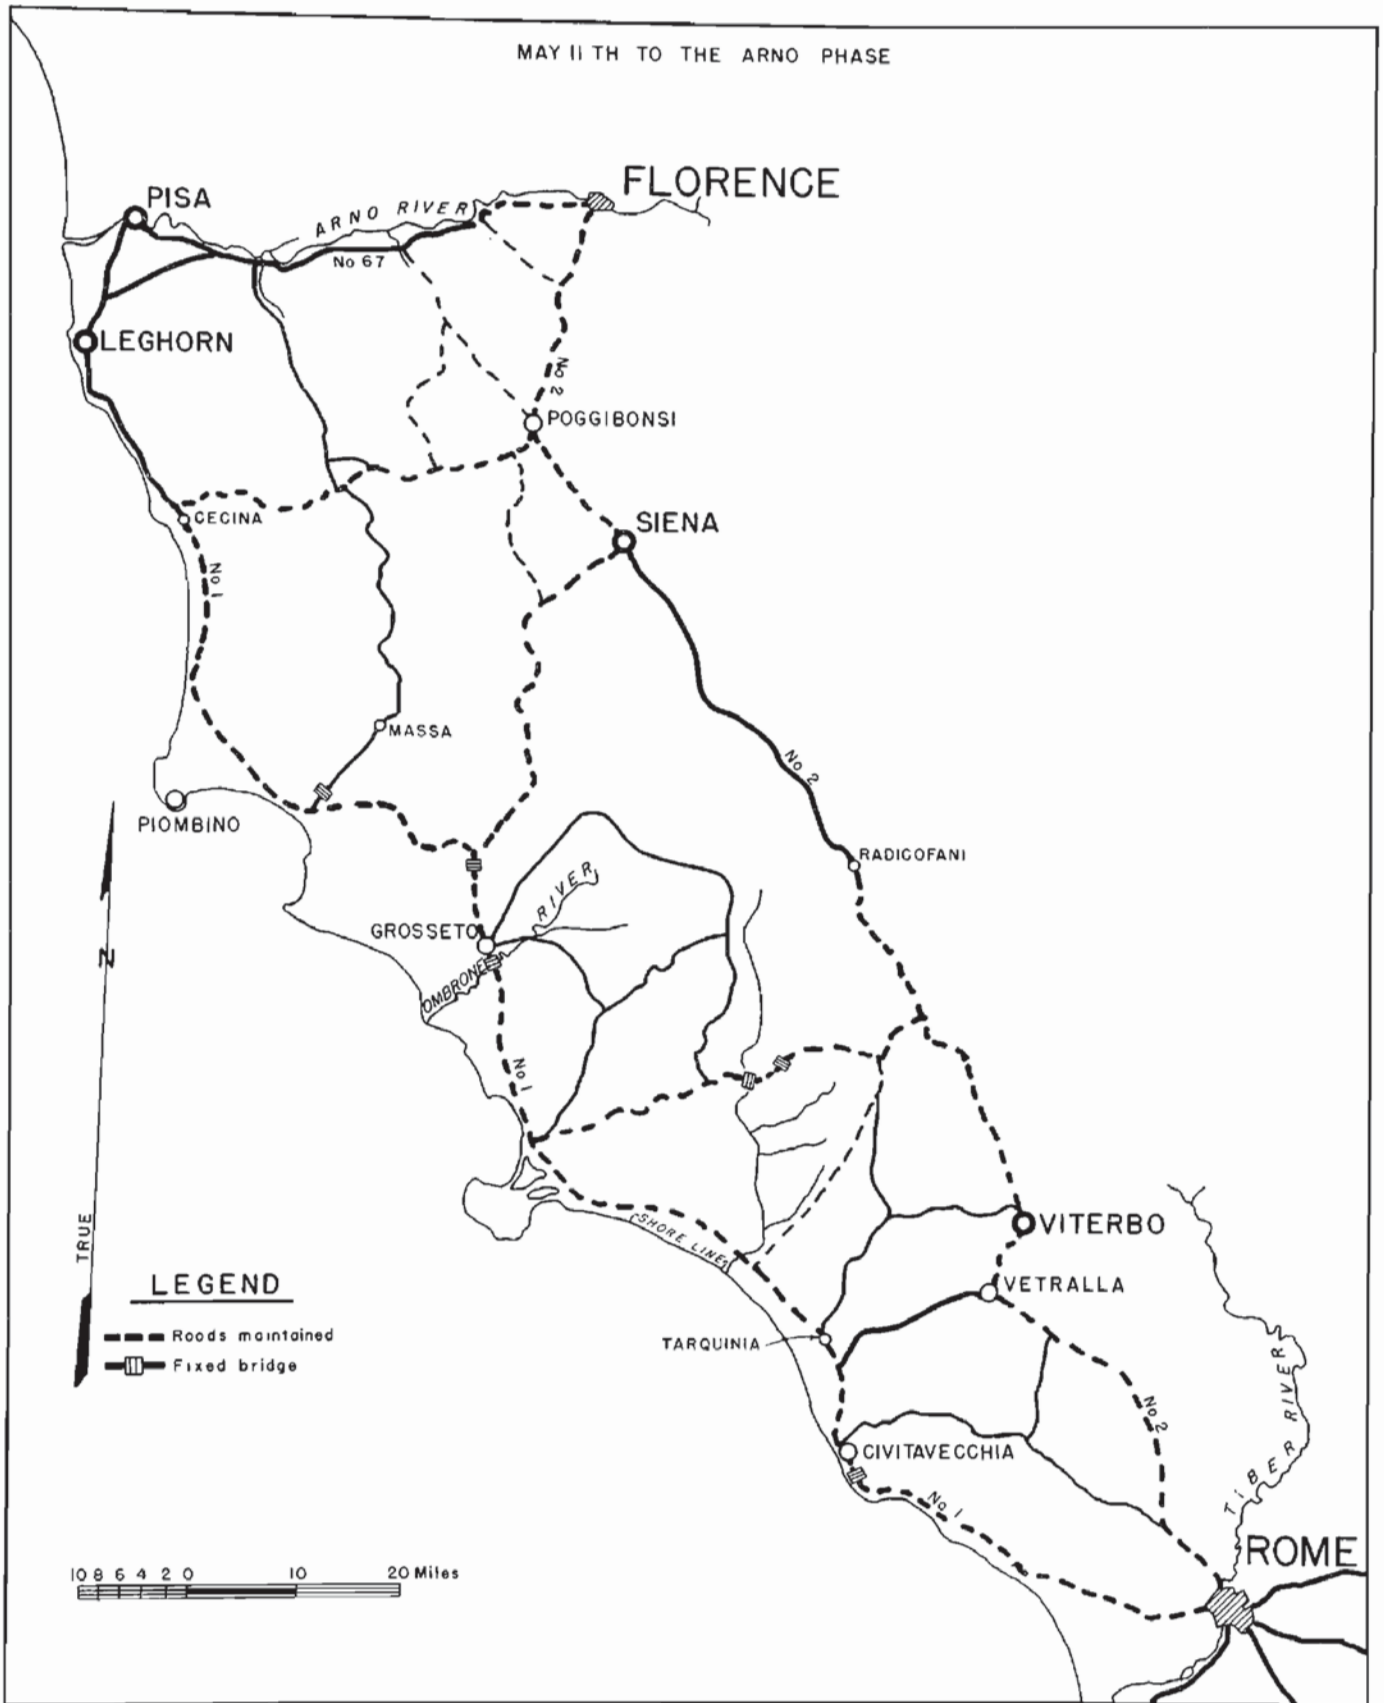 MAY 11 TH TO THE ARNO PHASE
FLORENCE
PISA
ARNO RIVER
No 67
LEGHORN
No 2
POGGIBONSI
SIENA
CECINA
No 1
MASSA
No 2
PIOMBINO
RADICOFANI
RIVER
GROSSETO
OMBRONE
N
No 1
TRUE
SHORE LINE
VITERBO
VETRALLA
LEGEND
Roads maintained
Fixed bridge
TARQUINIA
TIBER RIVER
No 2
CIVITAVECCHIA
No 1
ROME
10 8 6 4 2 0 10 20 Miles